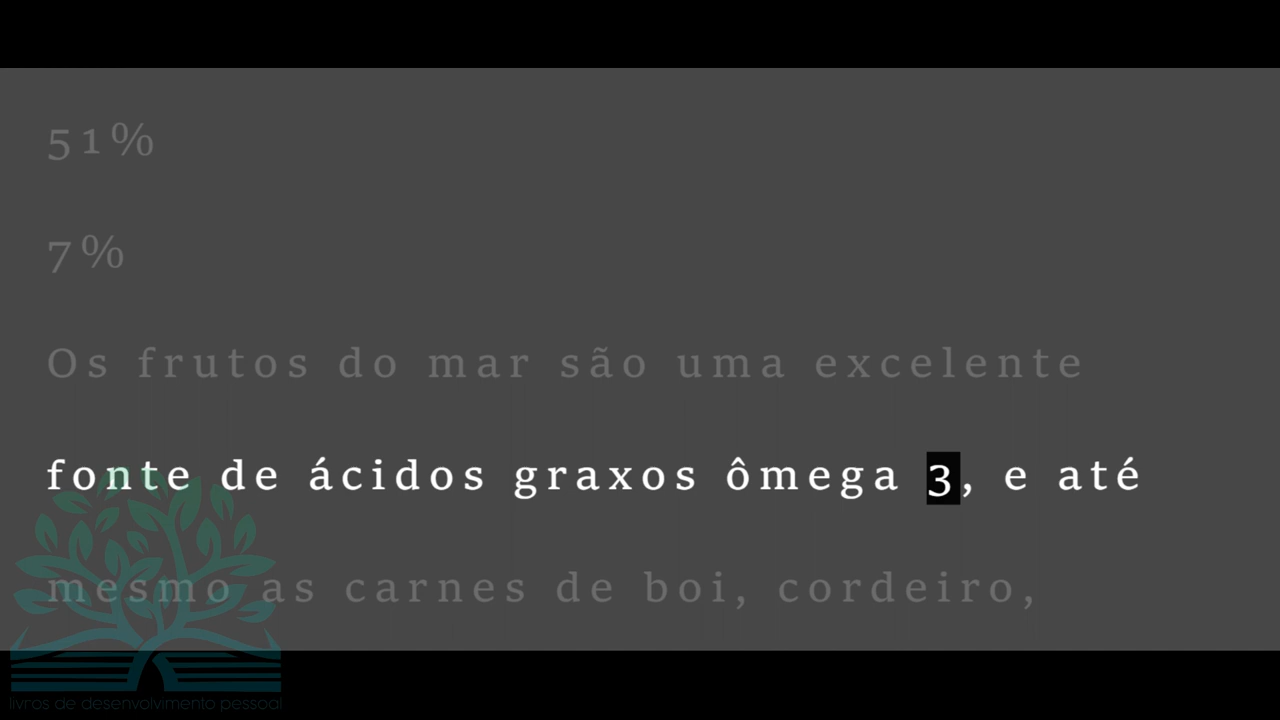 51%
7%
Os frutos do mar são uma excelente
fonte de ácidos graxos ômega 3, e até
mesmo as carnes de boi, cordeiro,
livros de desenvolvimento pessoal